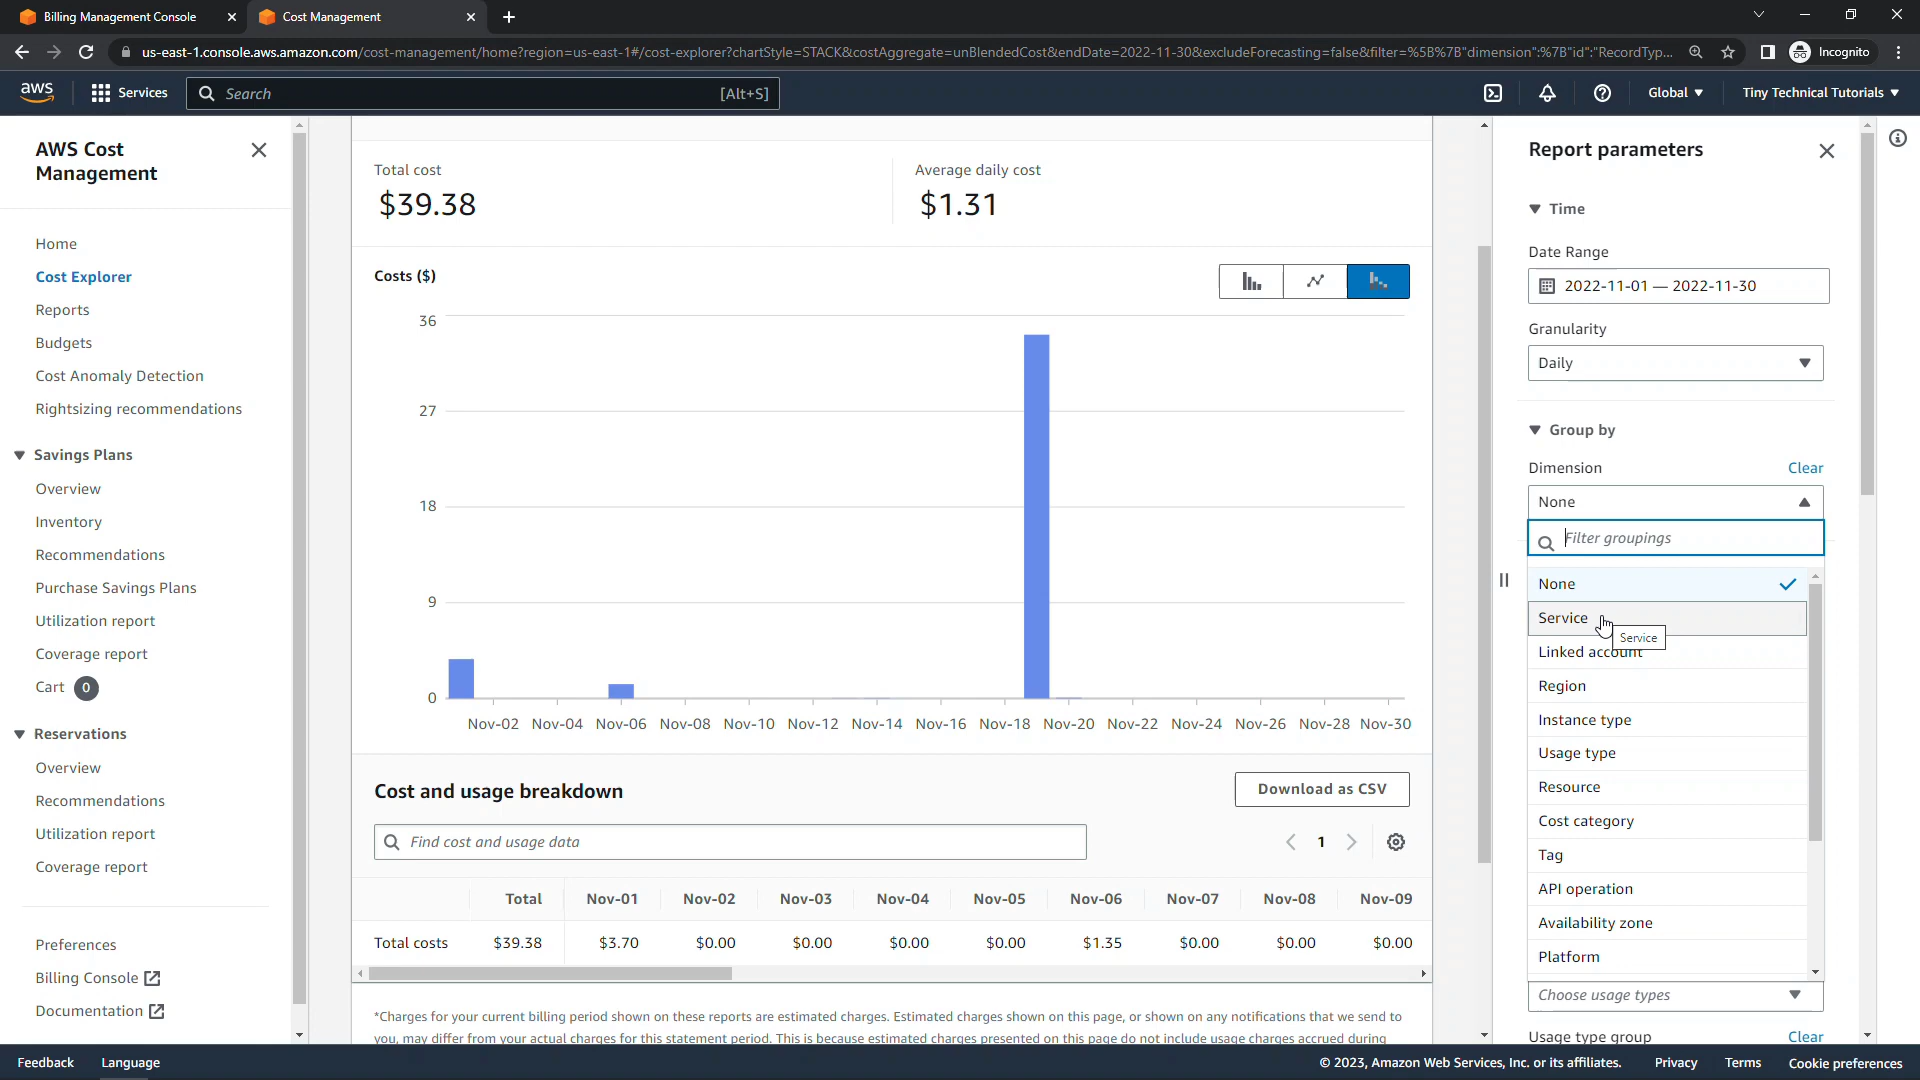 Billing Management Console
Cost Management
us-east-1.console.aws.amazon.com/cost-management/home?region=us-east-1#/cost-explorer?chartStyle=STACK&costAggregate=unBlendedCost&endDate=2022-11-30&excludeForecasting=false&filter=%5B%7B"dimension":%7B"id":"RecordTyp...
Incognito
aws
Services
Search
[Alt+S]
Global
Tiny Technical Tutorials
AWS Cost
Management
Home
Cost Explorer
Reports
Budgets
Cost Anomaly Detection
Rightsizing recommendations
Savings Plans
Overview
Inventory
Recommendations
Purchase Savings Plans
Utilization report
Coverage report
Cart 0
Reservations
Overview
Recommendations
Utilization report
Coverage report
Preferences
Billing Console
Documentation
Total cost
$39.38
Average daily cost
$1.31
Costs ($)
36
27
18
9
0
Nov-02 Nov-04 Nov-06 Nov-08 Nov-10 Nov-12 Nov-14 Nov-16 Nov-18 Nov-20 Nov-22 Nov-24 Nov-26 Nov-28 Nov-30
Cost and usage breakdown
Download as CSV
Find cost and usage data
1
Total Nov-01 Nov-02 Nov-03 Nov-04 Nov-05 Nov-06 Nov-07 Nov-08 Nov-09
Total costs $39.38 $3.70 $0.00 $0.00 $0.00 $0.00 $1.35 $0.00 $0.00 $0.00
*Charges for your current billing period shown on these reports are estimated charges. Estimated charges shown on this page, or shown on any notifications that we send to
you, may differ from your actual charges for this statement period. This is because estimated charges presented on this page do not include usage charges accrued during
Report parameters
Time
Date Range
2022-11-01 — 2022-11-30
Granularity
Daily
Group by
Dimension
Clear
None
Filter groupings
None
Service
Service
Linked account
Region
Instance type
Usage type
Resource
Cost category
Tag
API operation
Availability zone
Platform
Choose usage types
Usage type group
Clear
Feedback
Language
© 2023, Amazon Web Services, Inc. or its affiliates.
Privacy
Terms
Cookie preferences